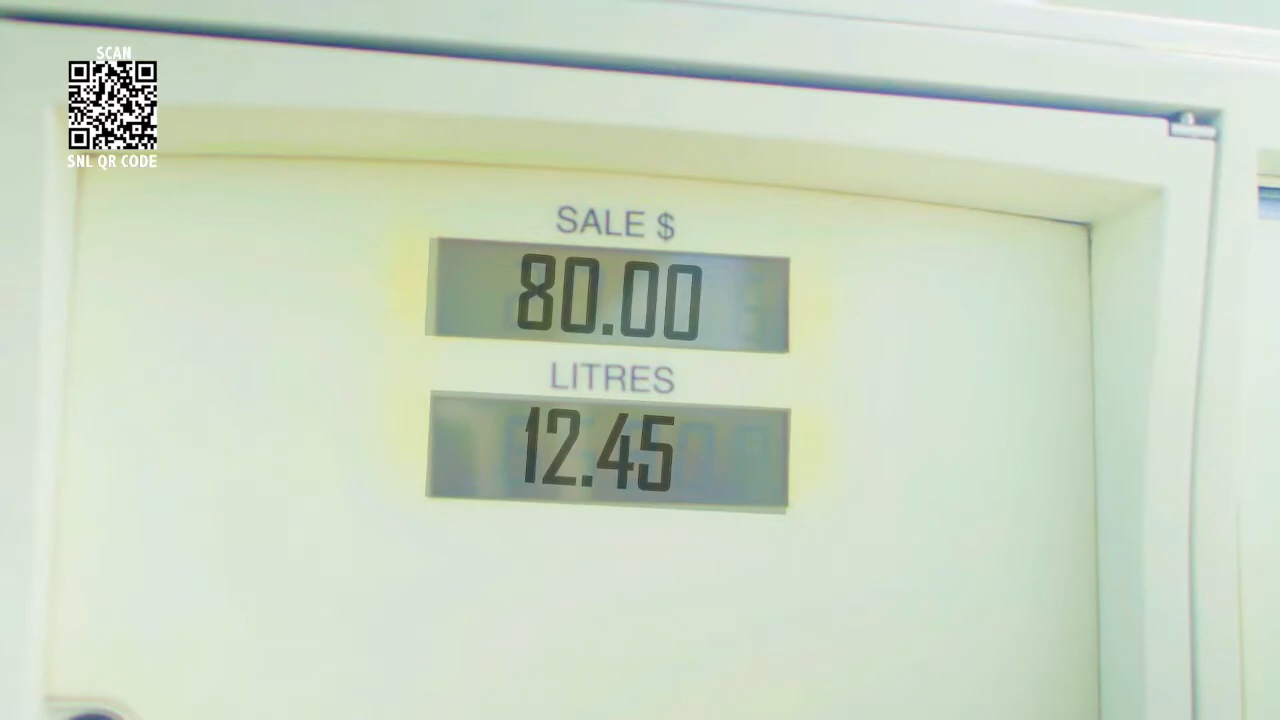 SCAN
SNL QR CODE
SALE $
80.00
LITRES
12.45